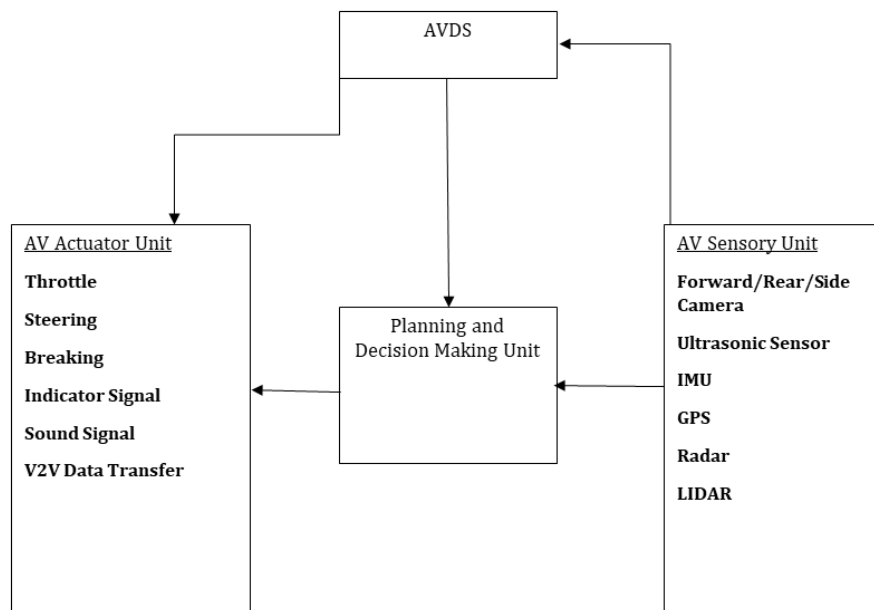 AVDS
AV Actuator Unit
Throttle
Steering
Breaking
Indicator Signal
Sound Signal
V2V Data Transfer
Planning and
Decision Making Unit
AV Sensory Unit
Forward/Rear/Side
Camera
Ultrasonic Sensor
IMU
GPS
Radar
LIDAR